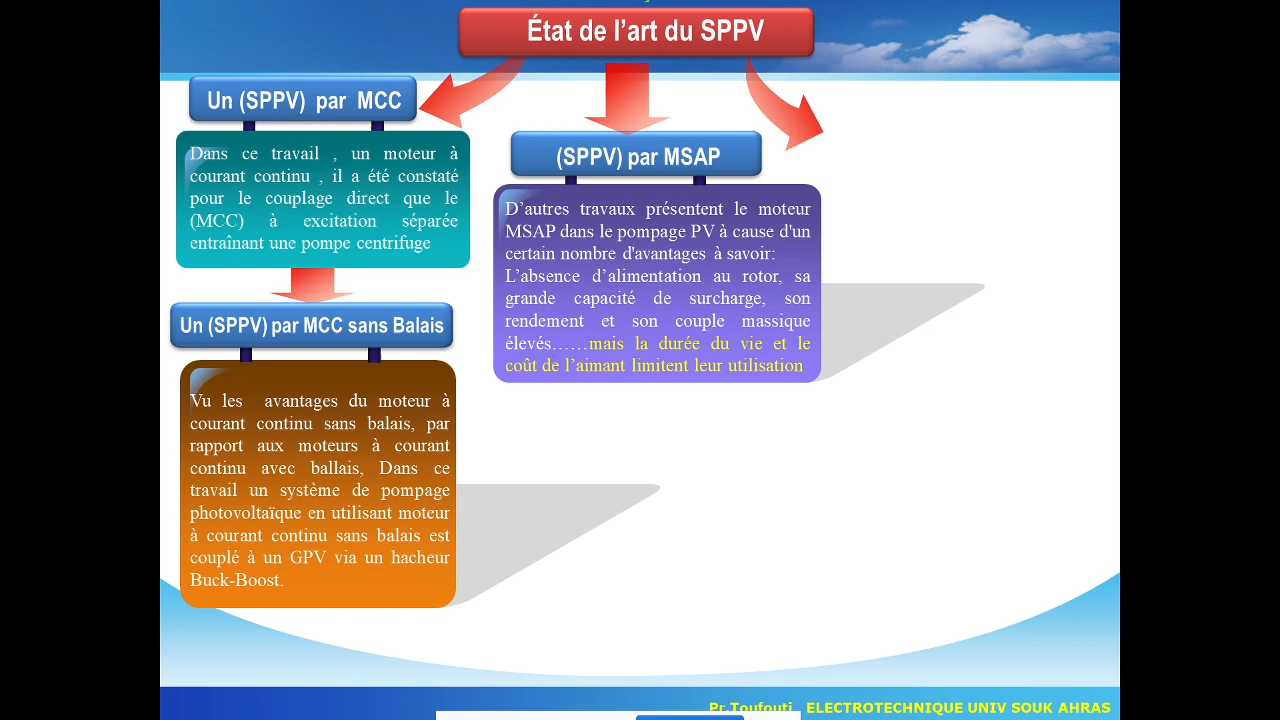 État de l’art du SPPV
Un (SPPV) par MCC
Dans ce travail , un moteur à
courant continu , il a été constaté
pour le couplage direct que le
(MCC) à excitation séparée
entraînant une pompe centrifuge
Un (SPPV) par MCC sans Balais
Vu les avantages du moteur à
courant continu sans balais, par
rapport aux moteurs à courant
continu avec ballais, Dans ce
travail un système de pompage
photovoltaïque en utilisant moteur
à courant continu sans balais est
couplé à un GPV via un hacheur
Buck-Boost.
(SPPV) par MSAP
D’autres travaux présentent le moteur
MSAP dans le pompage PV à cause d'un
certain nombre d'avantages à savoir:
L’absence d’alimentation au rotor, sa
grande capacité de surcharge, son
rendement et son couple massique
élevés……mais la durée du vie et le
coût de l’aimant limitent leur utilisation
Pr.Toufouti ELECTROTECHNIQUE UNIV SOUK AHRAS